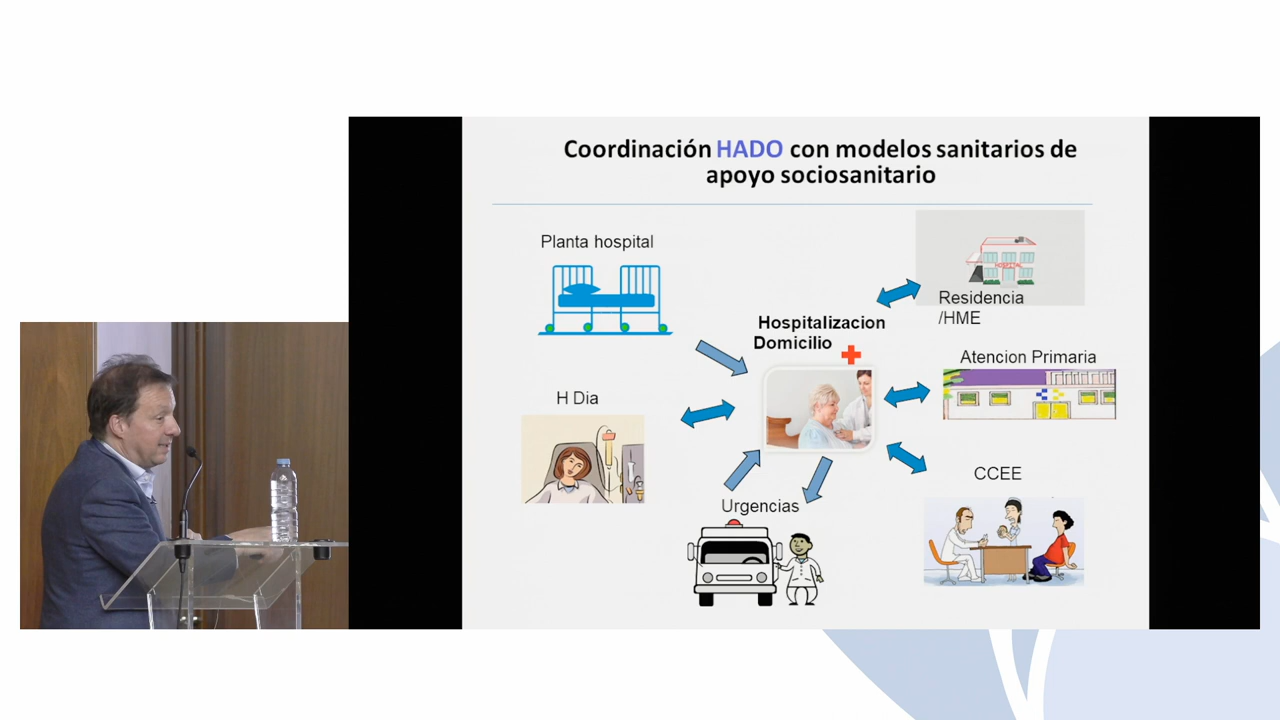 Coordinación HADO con modelos sanitarios de
apoyo sociosanitario
Planta hospital
Residencia
/HME
Hospitalizacion
Domicilio
Atencion Primaria
H Dia
CCEE
Urgencias
HOSPITAL